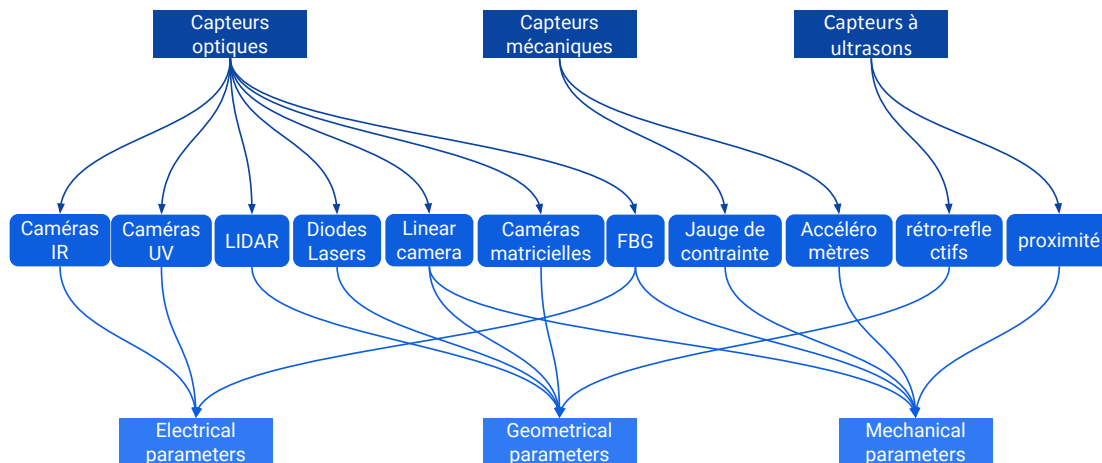 Capteurs
optiques
Capteurs
mécaniques
Capteurs à
ultrasons
Caméras
IR
Caméras
UV
LIDAR
Diodes
Lasers
Linear
camera
Caméras
matricielles
FBG
Jauge de
contrainte
Accéléro
mètres
rétro-refle
ctifs
proximité
Electrical
parameters
Geometrical
parameters
Mechanical
parameters